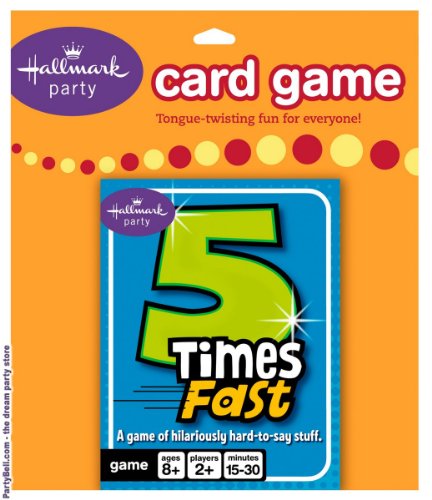 Hallmark
party
card game
Tongue-twisting fun for everyone!
Hallmark
party
5
Times
Fast
A game of hilariously hard-to-say stuff.
game
ages
8+
players
2+
minutes
15-30
PartyBell.com - the dream party store